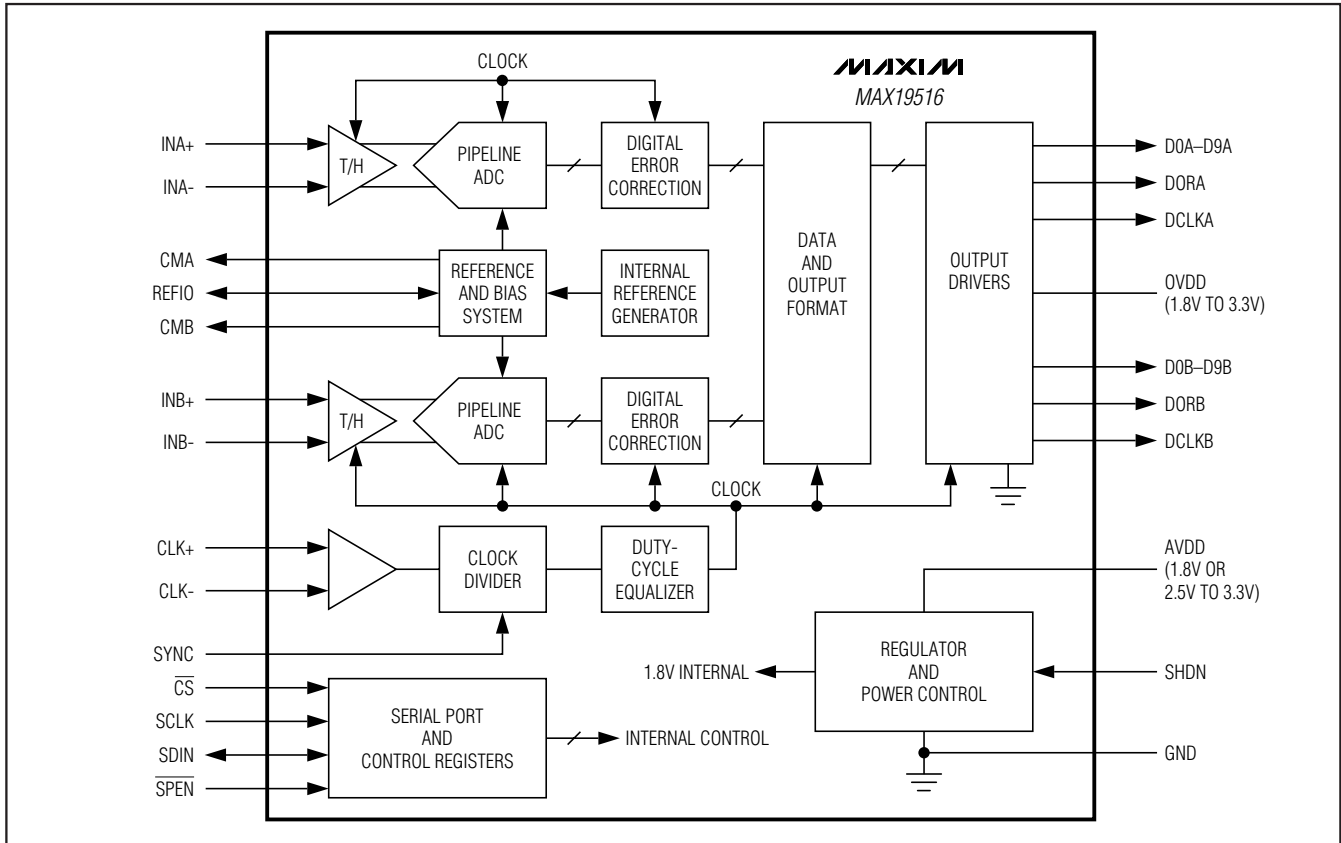 CLOCK
MAXIM
MAX19516
INA+
INA-
T/H
PIPELINE
ADC
DIGITAL
ERROR
CORRECTION
DATA
AND
OUTPUT
FORMAT
OUTPUT
DRIVERS
D0A–D9A
DORA
DCLKA
CMA
REFIO
CMB
REFERENCE
AND BIAS
SYSTEM
INTERNAL
REFERENCE
GENERATOR
OVDD
(1.8V TO 3.3V)
INB+
INB-
T/H
PIPELINE
ADC
DIGITAL
ERROR
CORRECTION
D0B–D9B
DORB
DCLKB
CLOCK
CLK+
CLK-
CLOCK
DIVIDER
DUTY-
CYCLE
EQUALIZER
AVDD
(1.8V OR
2.5V TO 3.3V)
SYNC
C̅S̅
SCLK
SDIN
S̅P̅E̅N̅
SERIAL PORT
AND
CONTROL REGISTERS
INTERNAL CONTROL
1.8V INTERNAL
REGULATOR
AND
POWER CONTROL
SHDN
GND